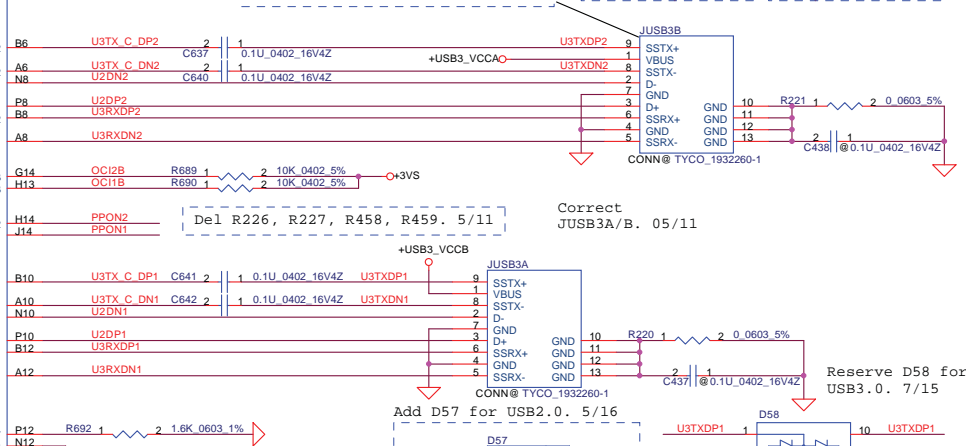 JUSB3B
B6 U3TX_C_DP2 2 1 U3TXDP2 9 SSTX+
C637 0.1U_0402_16V4Z +USB3_VCCA 1 VBUS
A6 U3TX_C_DN2 2 1 U3TXDN2 8 SSTX-
N8 U2DN2 C640 0.1U_0402_16V4Z 2 D-
7 GND
P8 U2DP2 3 D+ GND 10 R221 1 2 0_0603_5%
B8 U3RXDP2 6 SSRX+ GND 11
4 GND GND 12
A8 U3RXDN2 5 SSRX- GND 13 2 1
C438 @ 0.1U_0402_16V4Z
CONN@ TYCO_1932260-1
G14 OCI2B R689 1 2 10K_0402_5%
H13 OCI1B R690 1 2 10K_0402_5% +3VS
H14 PPON2
J14 PPON1
Del R226, R227, R458, R459. 5/11
Correct
JUSB3A/B. 05/11
+USB3_VCCB
JUSB3A
B10 U3TX_C_DP1 C641 2 1 0.1U_0402_16V4Z U3TXDP1 9 SSTX+
1 VBUS
A10 U3TX_C_DN1 C642 2 1 0.1U_0402_16V4Z U3TXDN1 8 SSTX-
N10 U2DN1 2 D-
7 GND
P10 U2DP1 3 D+ GND 10 R220 1 2 0_0603_5%
B12 U3RXDP1 6 SSRX+ GND 11
4 GND GND 12
A12 U3RXDN1 5 SSRX- GND 13 2 1
C437 @ 0.1U_0402_16V4Z
CONN@ TYCO_1932260-1
Reserve D58 for
USB3.0. 7/15
Add D57 for USB2.0. 5/16
P12 R692 1 2 1.6K_0603_1%
N12
D57
D58
U3TXDP1 1 10 U3TXDP1